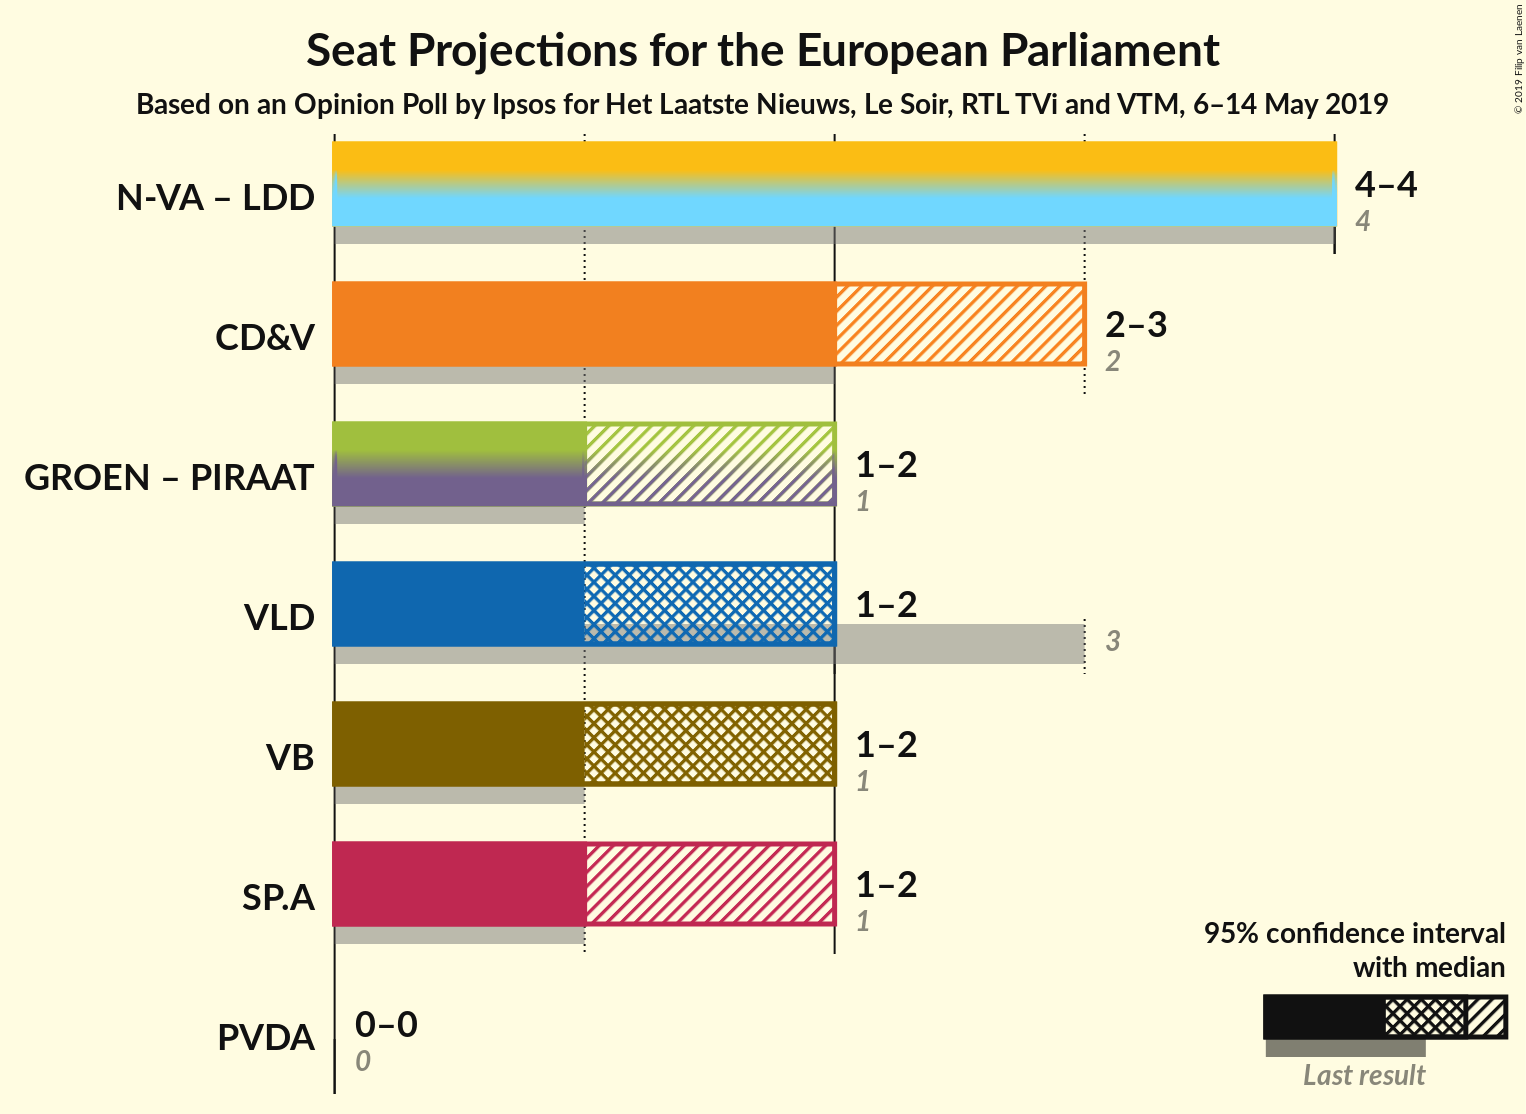 Seat Projections for the European Parliament
Based on an Opinion Poll by Ipsos for Het Laatste Nieuws, Le Soir, RTL TVi and VTM, 6–14 May 2019
© 2019 Filip van Laenen
N-VA – LDD
4–4
4
CD&V
2–3
2
GROEN – PIRAAT
1–2
1
VLD
1–2
3
VB
1–2
1
SP.A
1–2
1
PVDA
0–0
0
95% confidence interval
with median
Last result